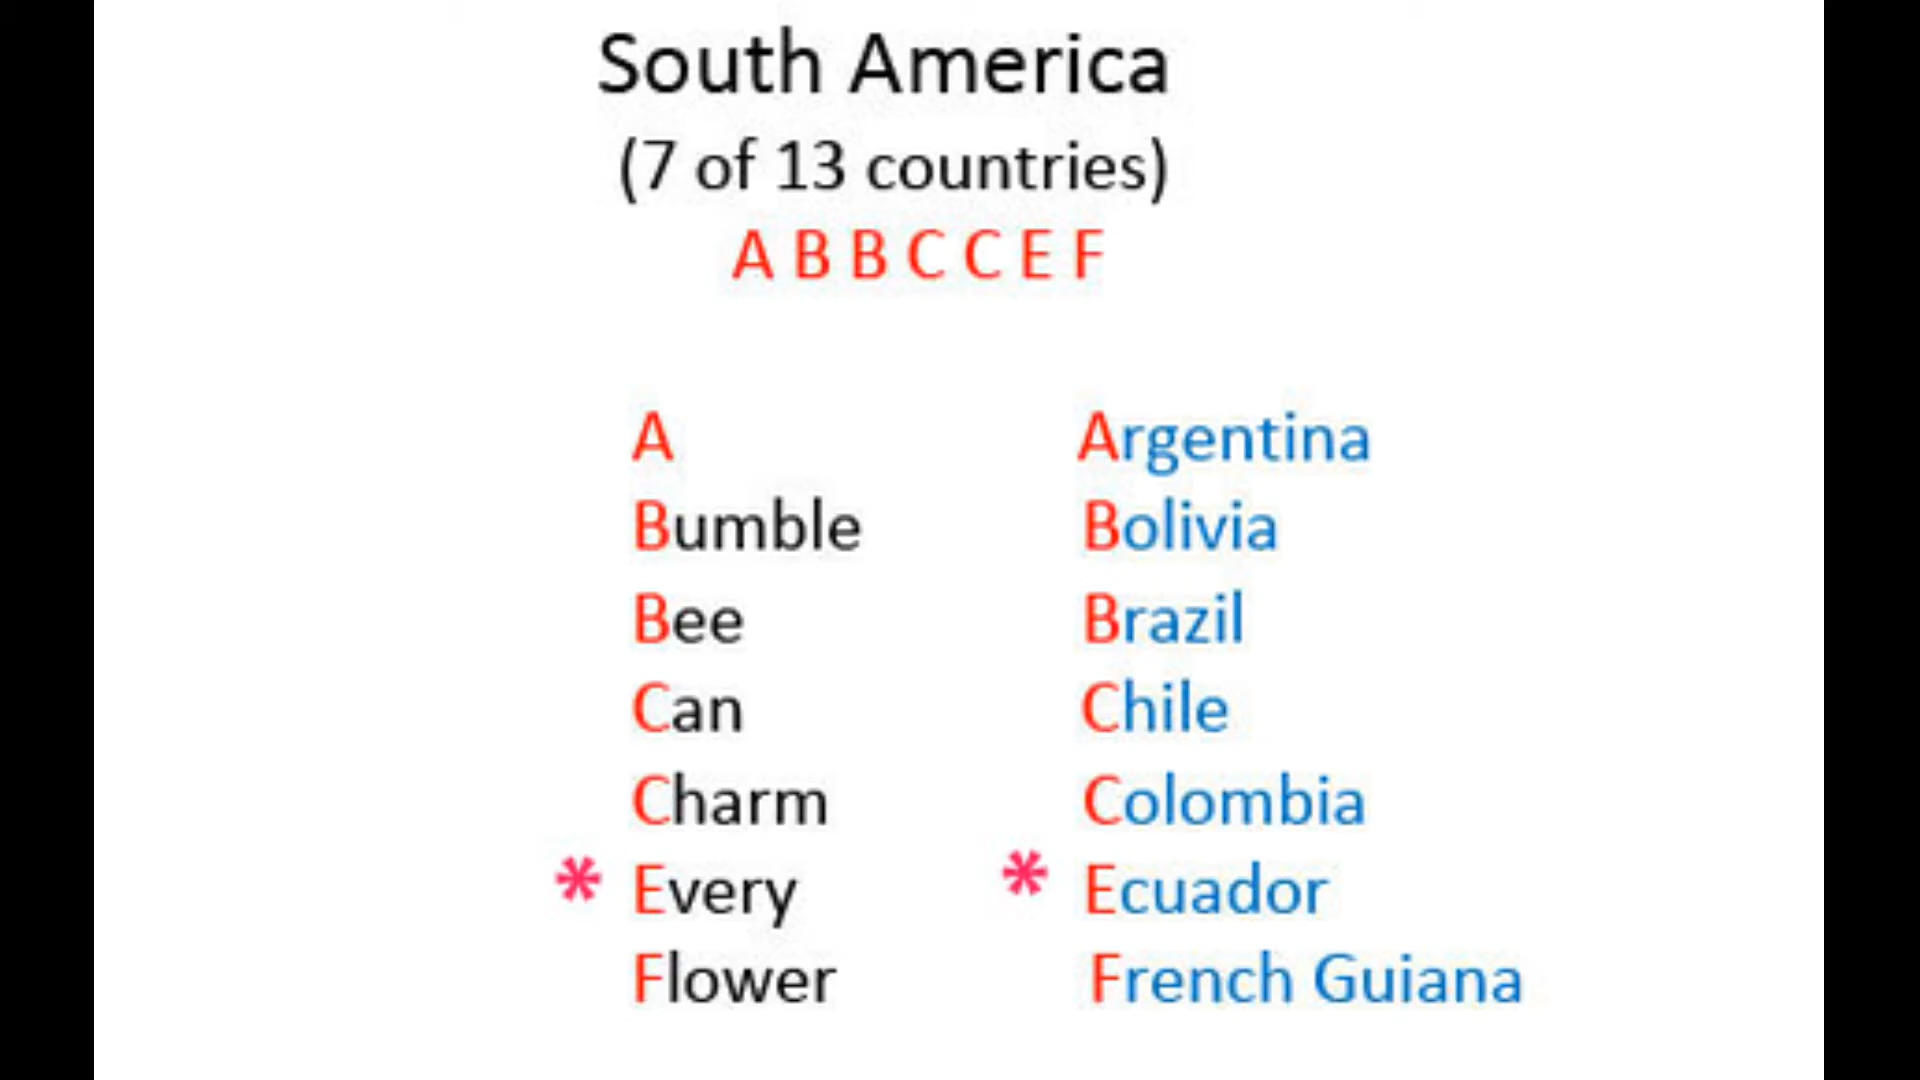 South America
(7 of 13 countries)
A B B C C E F
A Argentina
Bumble Bolivia
Bee Brazil
Can Chile
Charm Colombia
* Every * Ecuador
Flower French Guiana